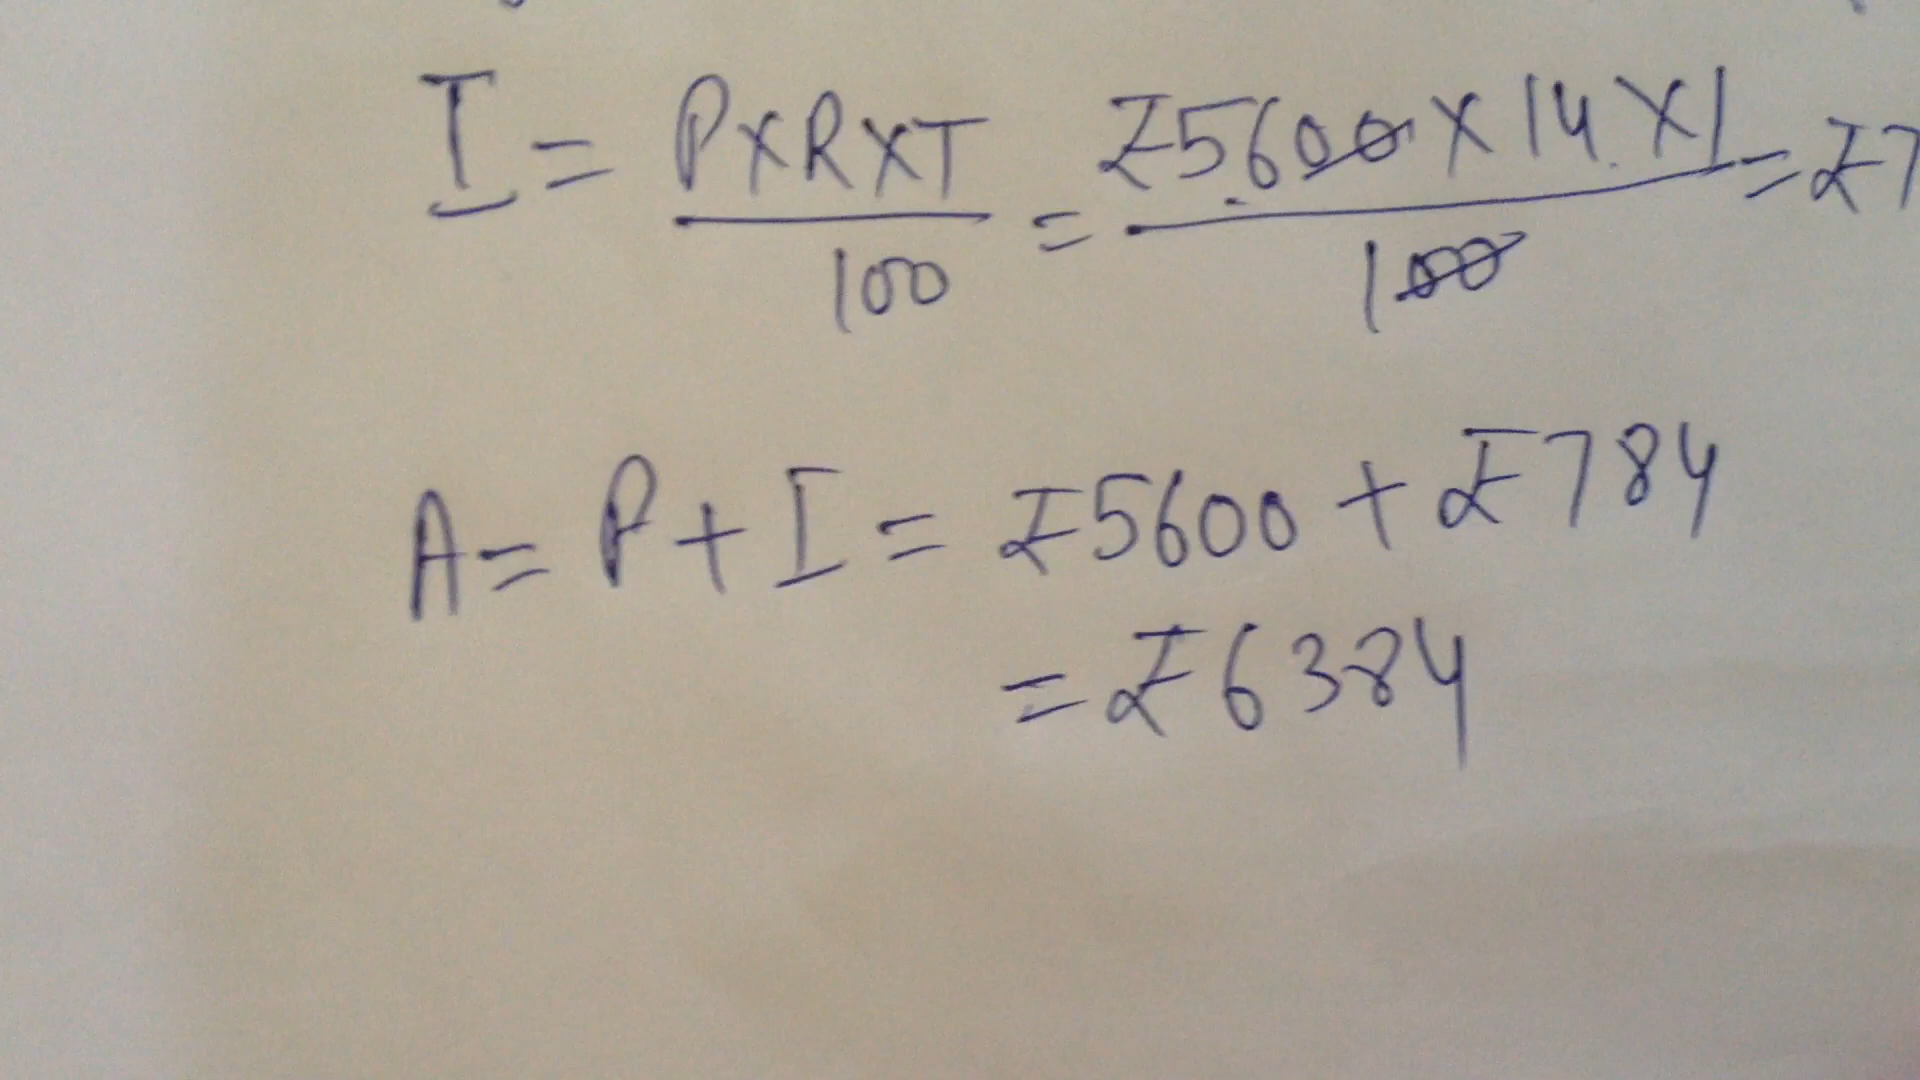 I = P×R×T/100 = ₹5600 × 14 × 1/100 = ₹7
A = P + I = ₹5600 + ₹784
= ₹6384